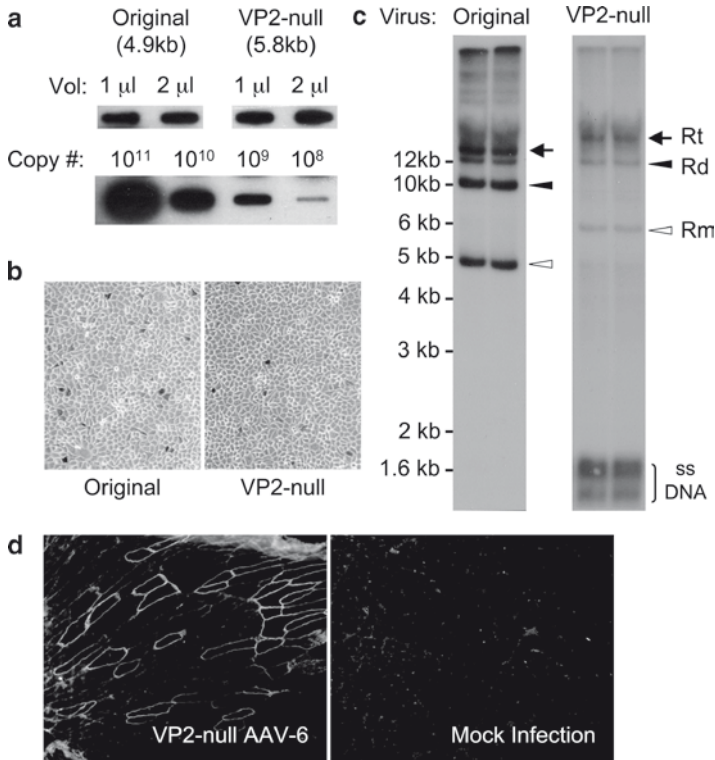 a
Original VP2-null
(4.9kb) (5.8kb)
Vol: 1 µl 2 µl 1 µl 2 µl
Copy #: 10¹¹ 10¹⁰ 10⁹ 10⁸
b
Original VP2-null
c Virus: Original VP2-null
Rt
12kb
Rd
10kb
6 kb
Rm
5 kb
4 kb
3 kb
2 kb
1.6 kb
ss
DNA
d
VP2-null AAV-6 Mock Infection